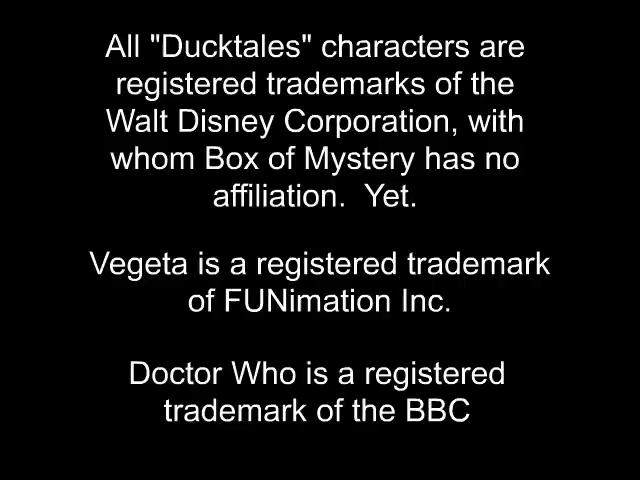 All "Ducktales" characters are
registered trademarks of the
Walt Disney Corporation, with
whom Box of Mystery has no
affiliation.  Yet.
Vegeta is a registered trademark
of FUNimation Inc.
Doctor Who is a registered
trademark of the BBC